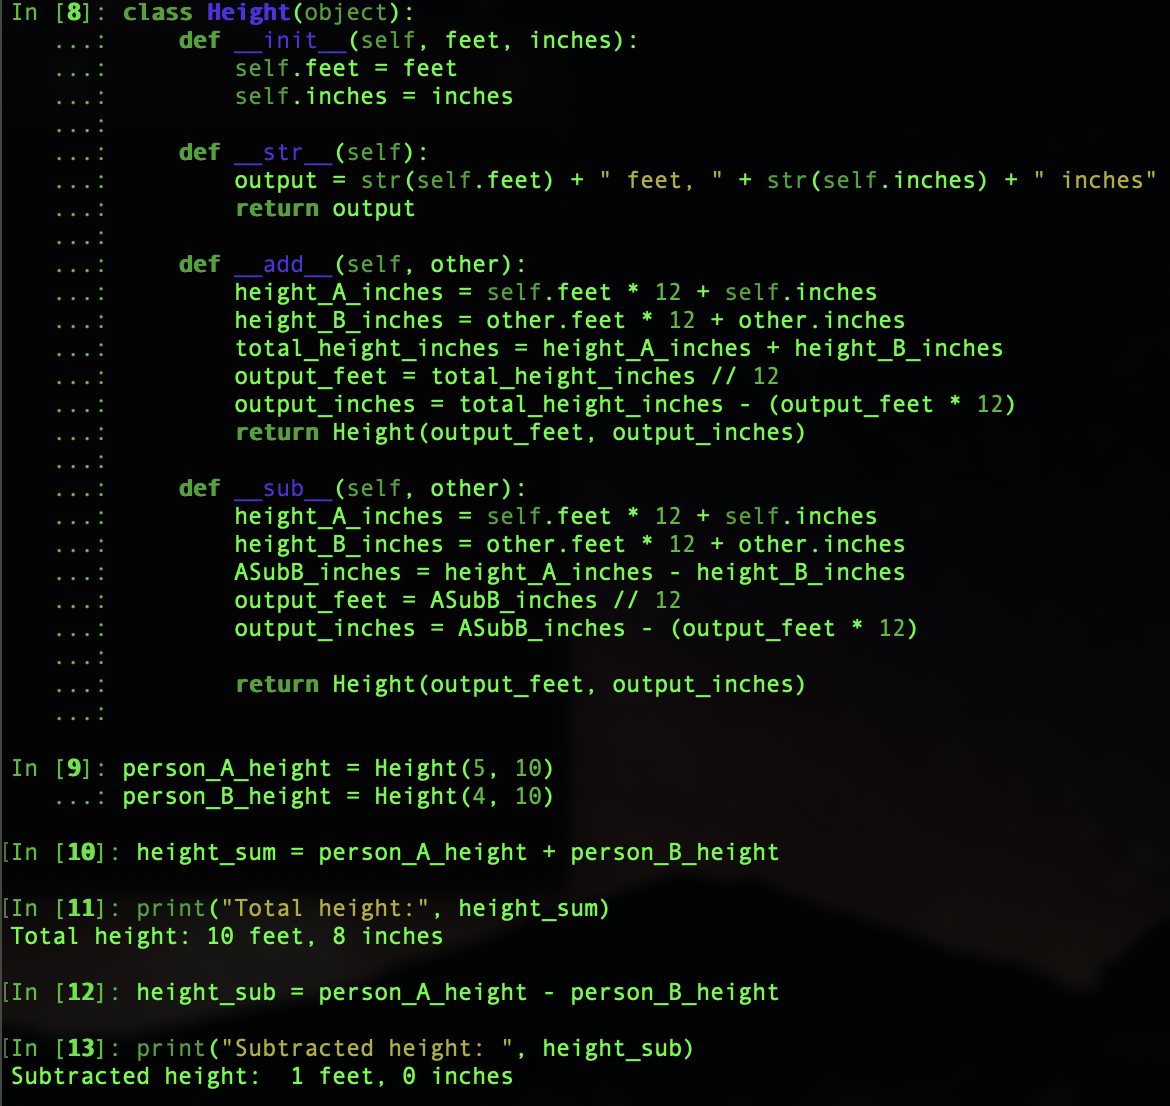 In [8]: class Height(object):
   ...:     def __init__(self, feet, inches):
   ...:         self.feet = feet
   ...:         self.inches = inches
   ...:
   ...:     def __str__(self):
   ...:         output = str(self.feet) + " feet, " + str(self.inches) + " inches"
   ...:         return output
   ...:
   ...:     def __add__(self, other):
   ...:         height_A_inches = self.feet * 12 + self.inches
   ...:         height_B_inches = other.feet * 12 + other.inches
   ...:         total_height_inches = height_A_inches + height_B_inches
   ...:         output_feet = total_height_inches // 12
   ...:         output_inches = total_height_inches - (output_feet * 12)
   ...:         return Height(output_feet, output_inches)
   ...:
   ...:     def __sub__(self, other):
   ...:         height_A_inches = self.feet * 12 + self.inches
   ...:         height_B_inches = other.feet * 12 + other.inches
   ...:         ASubB_inches = height_A_inches - height_B_inches
   ...:         output_feet = ASubB_inches // 12
   ...:         output_inches = ASubB_inches - (output_feet * 12)
   ...:
   ...:         return Height(output_feet, output_inches)
   ...:
In [9]: person_A_height = Height(5, 10)
   ...: person_B_height = Height(4, 10)
[In [10]: height_sum = person_A_height + person_B_height
[In [11]: print("Total height:", height_sum)
Total height: 10 feet, 8 inches
[In [12]: height_sub = person_A_height - person_B_height
[In [13]: print("Subtracted height: ", height_sub)
Subtracted height:  1 feet, 0 inches